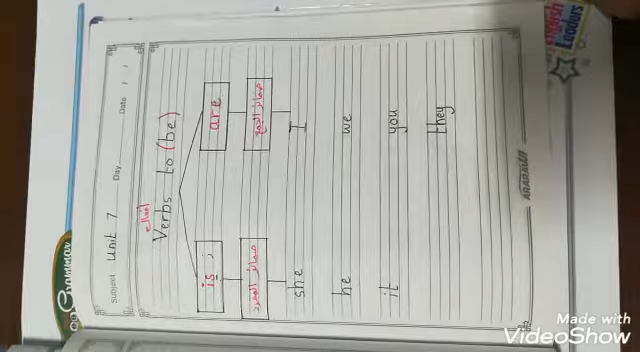 Grammar
Subject Unit 7 Day Date / /
أفعال
Verbs to (be)
is are
ضمائر المفرد ضمائر الجمع
she I
he we
it you
they
ARARAWAY
English
Leaders
Made with
VideoShow